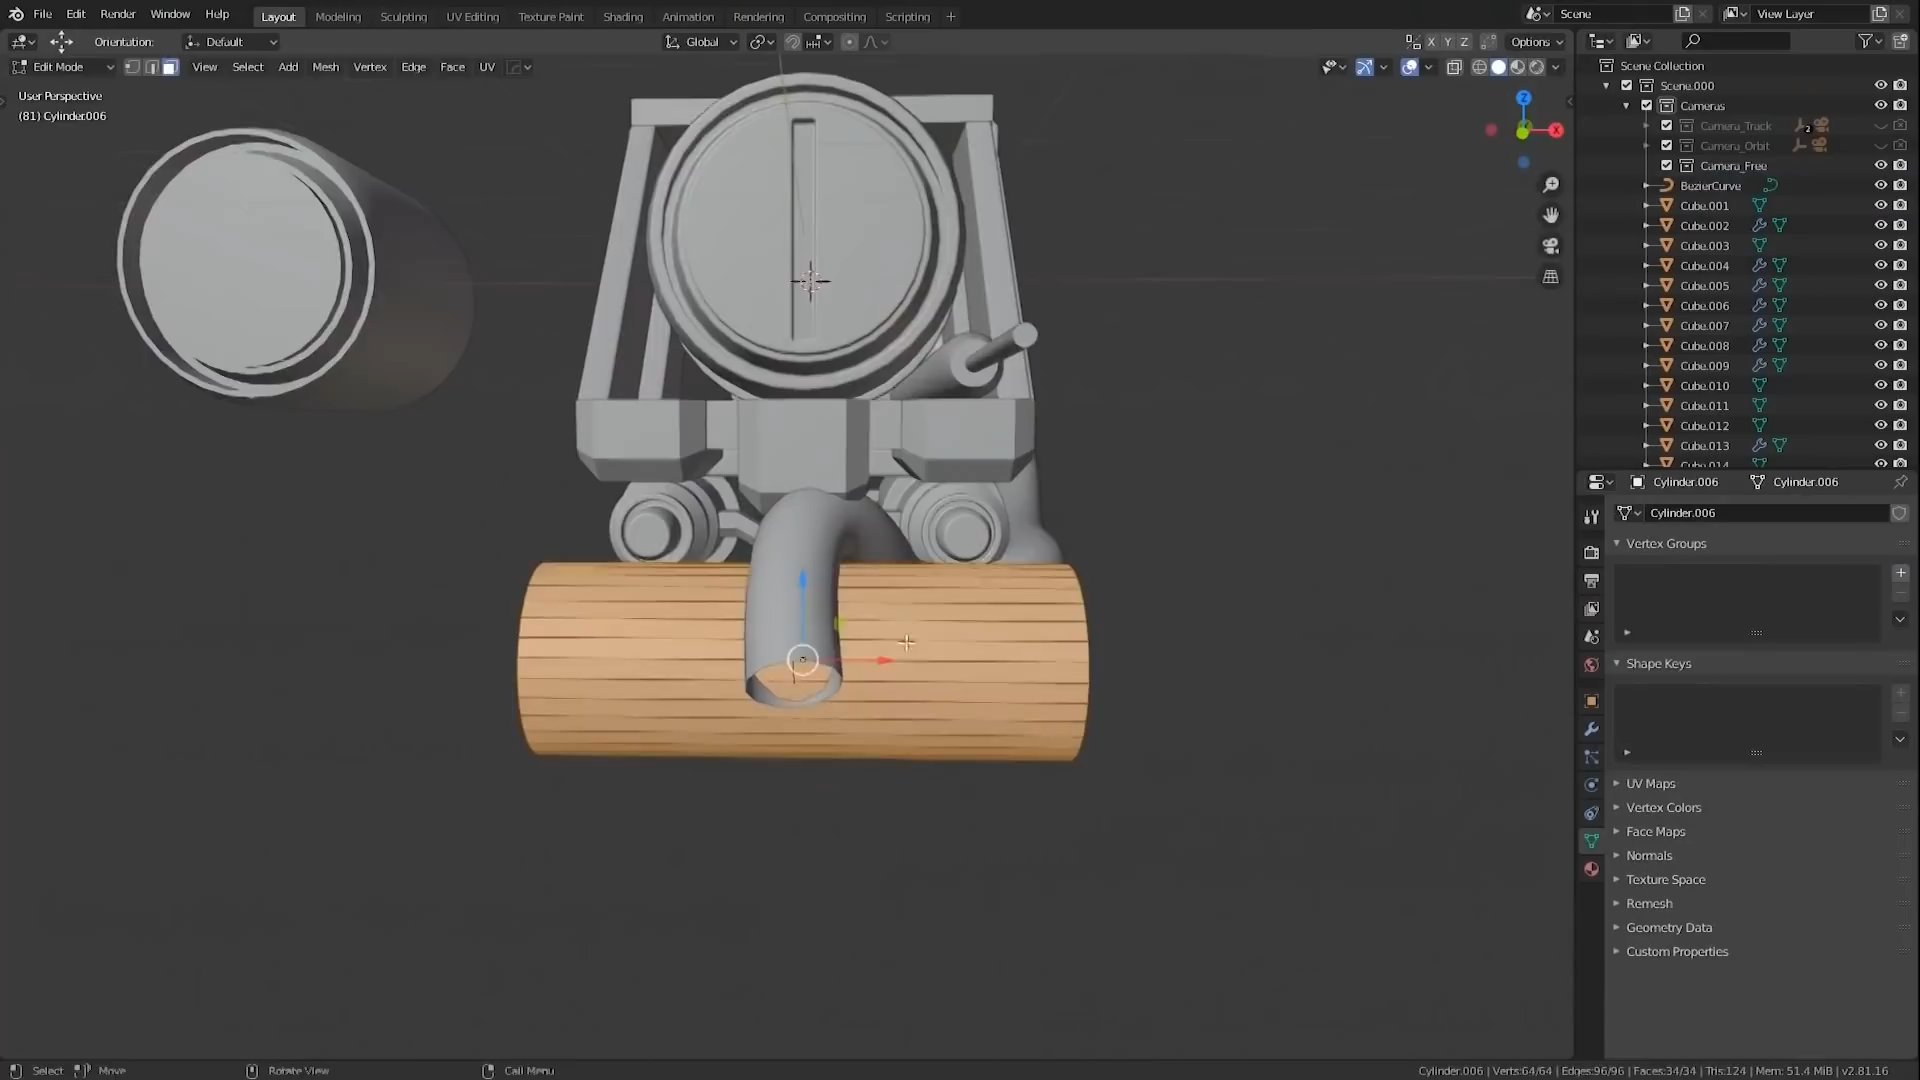 File Edit Render Window Help Layout Modeling Sculpting UV Editing Texture Paint Shading Animation Rendering Compositing Scripting + Scene View Layer
Orientation: Default Global X Y Z Options
Edit Mode View Select Add Mesh Vertex Edge Face UV
User Perspective
(81) Cylinder.006
Z
X
Scene Collection
Scene.000
Cameras
Camera_Track 2
Camera_Orbit
Camera_Free
BezierCurve
Cube.001
Cube.002
Cube.003
Cube.004
Cube.005
Cube.006
Cube.007
Cube.008
Cube.009
Cube.010
Cube.011
Cube.012
Cube.013
Cube.014
Cylinder.006 Cylinder.006
Cylinder.006
Vertex Groups
Shape Keys
UV Maps
Vertex Colors
Face Maps
Normals
Texture Space
Remesh
Geometry Data
Custom Properties
Select Move Rotate View Call Menu Cylinder.006 | Verts:64/64 | Edges:96/96 | Faces:34/34 | Tris:124 | Mem: 51.4 MiB | v2.81.16